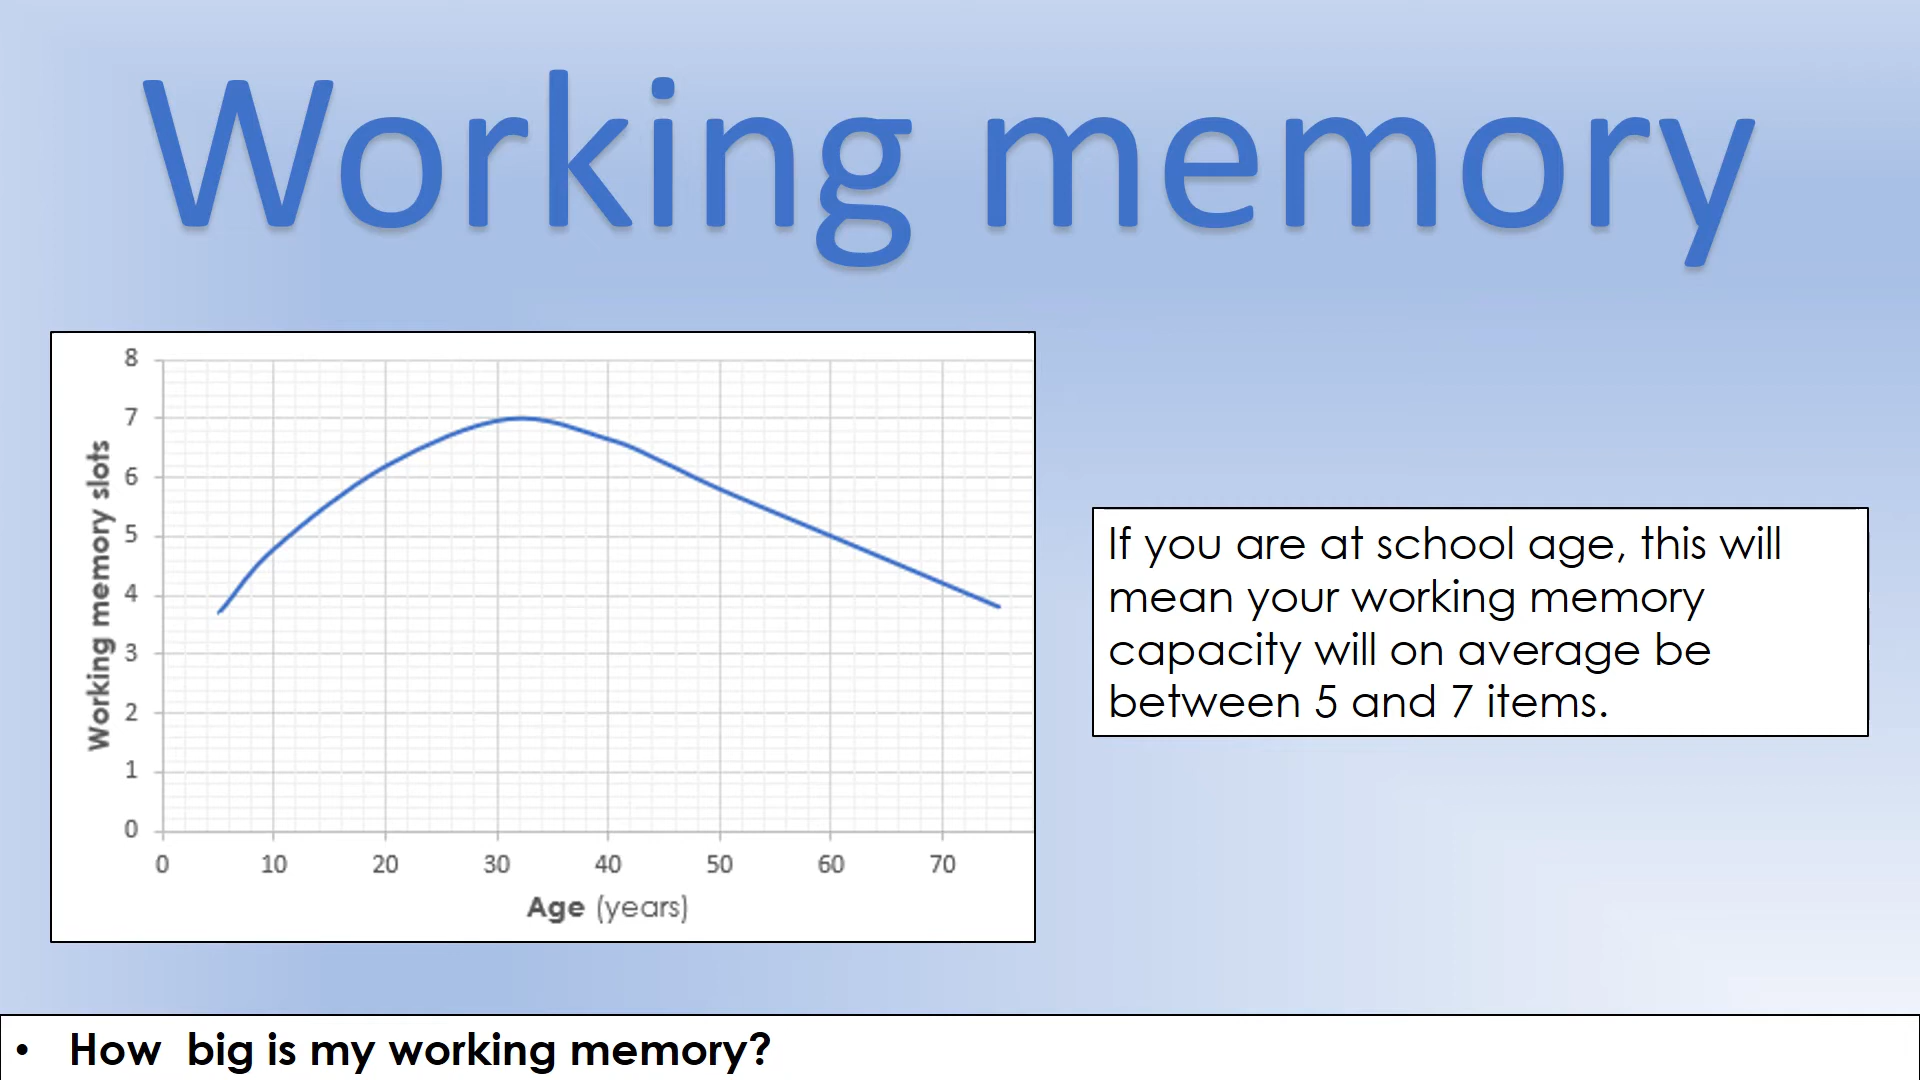 Working memory
8
7
6
5
4
3
2
1
0
Working memory slots
0 10 20 30 40 50 60 70
Age (years)
If you are at school age, this will
mean your working memory
capacity will on average be
between 5 and 7 items.
• How  big is my working memory?